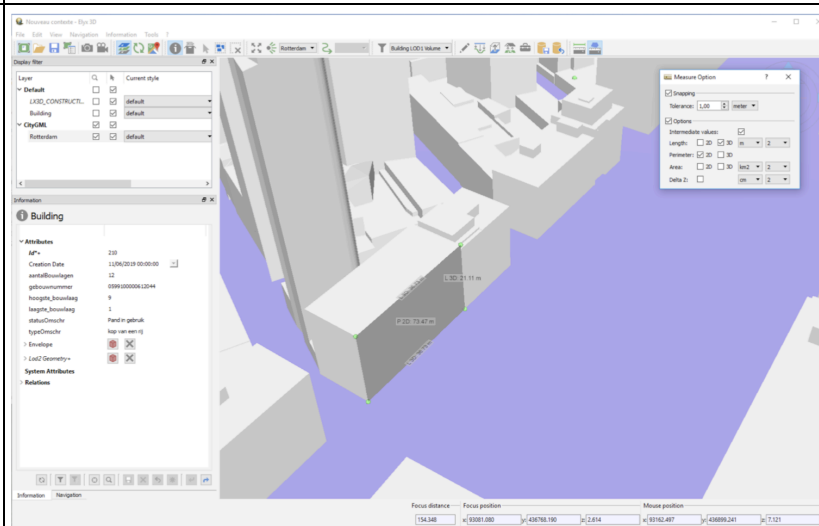 Nouveau contexte - Elyx 3D
File Edit View Navigation Information Tools ?
Rotterdam
Building LOD1 Volume
Display filter
Layer Current style
Default
LX3D_CONSTRUCTI... default
Building default
CityGML
Rotterdam default
Information
Building
Attributes
Id*+ 210
Creation Date 11/06/2019 00:00:00
aantalBouwlagen 12
gebouwnummer 0599100000612044
hoogste_bouwlaag 9
laagste_bouwlaag 1
statusOmschr Pand in gebruik
typeOmschr kop van een rij
Envelope
Lod2 Geometry+
System Attributes
Relations
Information Navigation
Measure Option ? ×
Snapping
Tolerance: 1,00 meter
Options
Intermediate values:
Length: 2D 3D m 2
Perimeter: 2D 3D
Area: 2D 3D km2 2
Delta Z: cm 2
L 3D: 21.11 m
P 2D: 73.47 m
Focus distance Focus position Mouse position
154.348 x: 93081.080 y: 436768.190 z: 2.614 x: 93162.497 y: 436899.241 z: 7.121